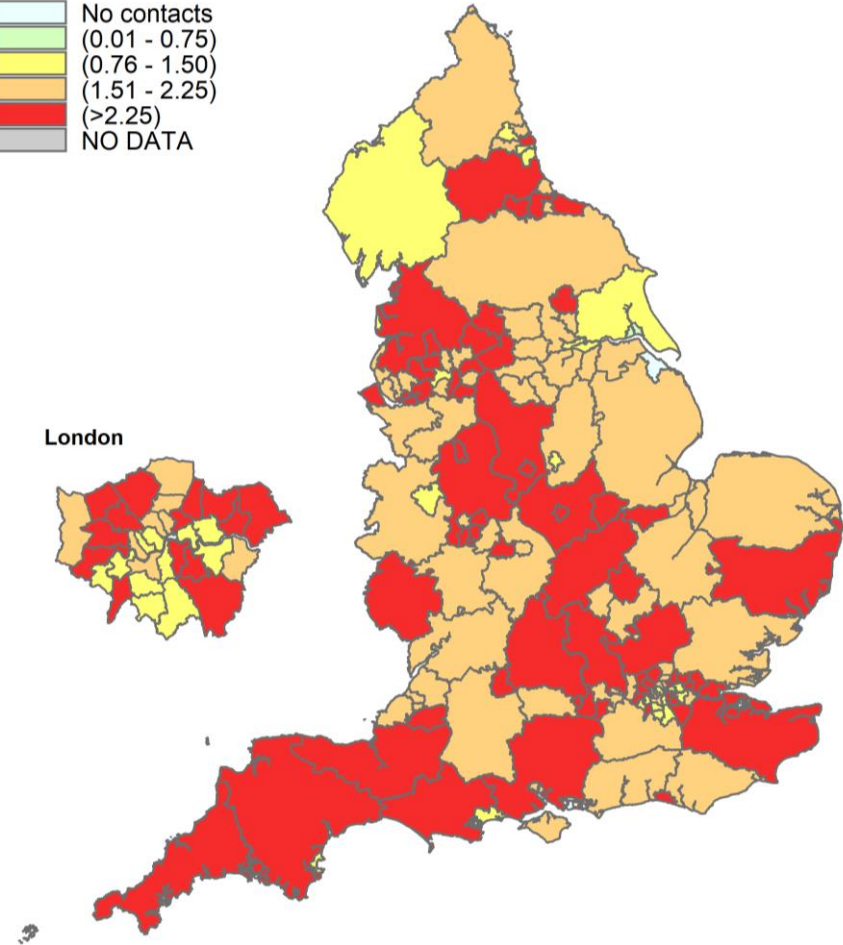 No contacts
(0.01 - 0.75)
(0.76 - 1.50)
(1.51 - 2.25)
(>2.25)
NO DATA
London